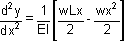 d²y/dx² = 1/EI [wLx/2 - wx²/2]